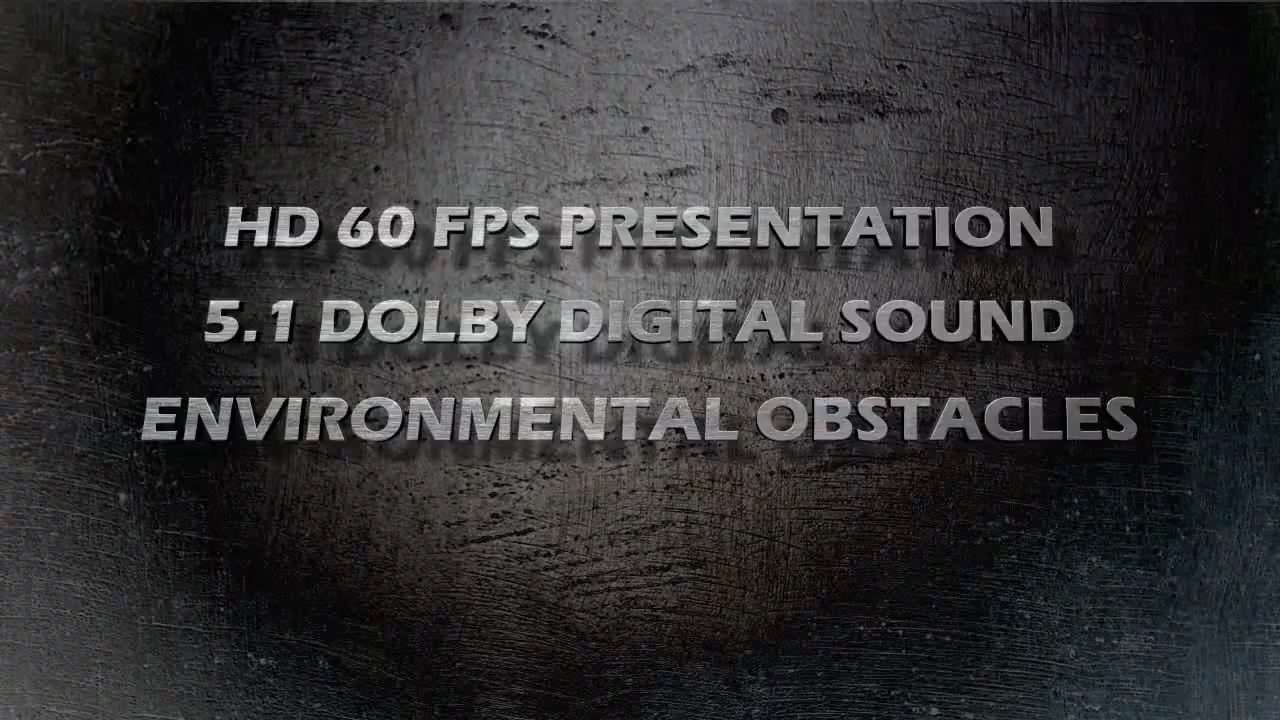 HD 60 FPS PRESENTATION
5.1 DOLBY DIGITAL SOUND
ENVIRONMENTAL OBSTACLES